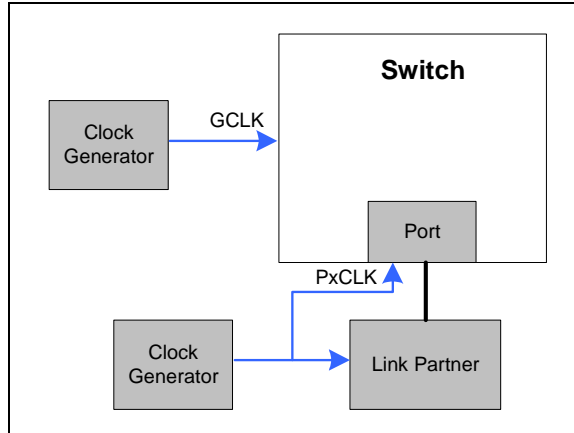 Switch
GCLK
Clock
Generator
Port
PxCLK
Clock
Generator
Link Partner